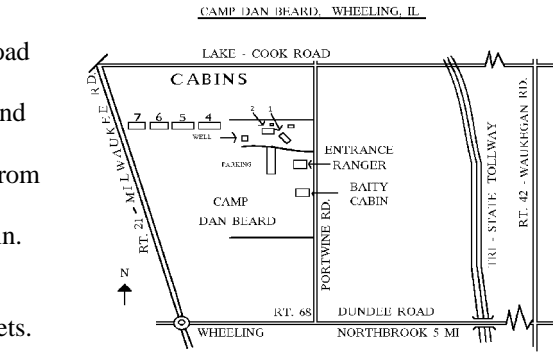 CAMP DAN BEARD, WHEELING, IL
oad
nd
rom
n.
ets.
LAKE - COOK ROAD
CABINS
7 6 5 4
2 1
WELL
PARKING
ENTRANCE
RANGER
BAITY
CABIN
CAMP
DAN BEARD
RT. 21 - MILWAUKEE RD.
PORTWINE RD.
TRI - STATE TOLLWAY
RT. 42 - WAUKEGAN RD.
N
RT. 68 DUNDEE ROAD
WHEELING NORTHBROOK 5 MI